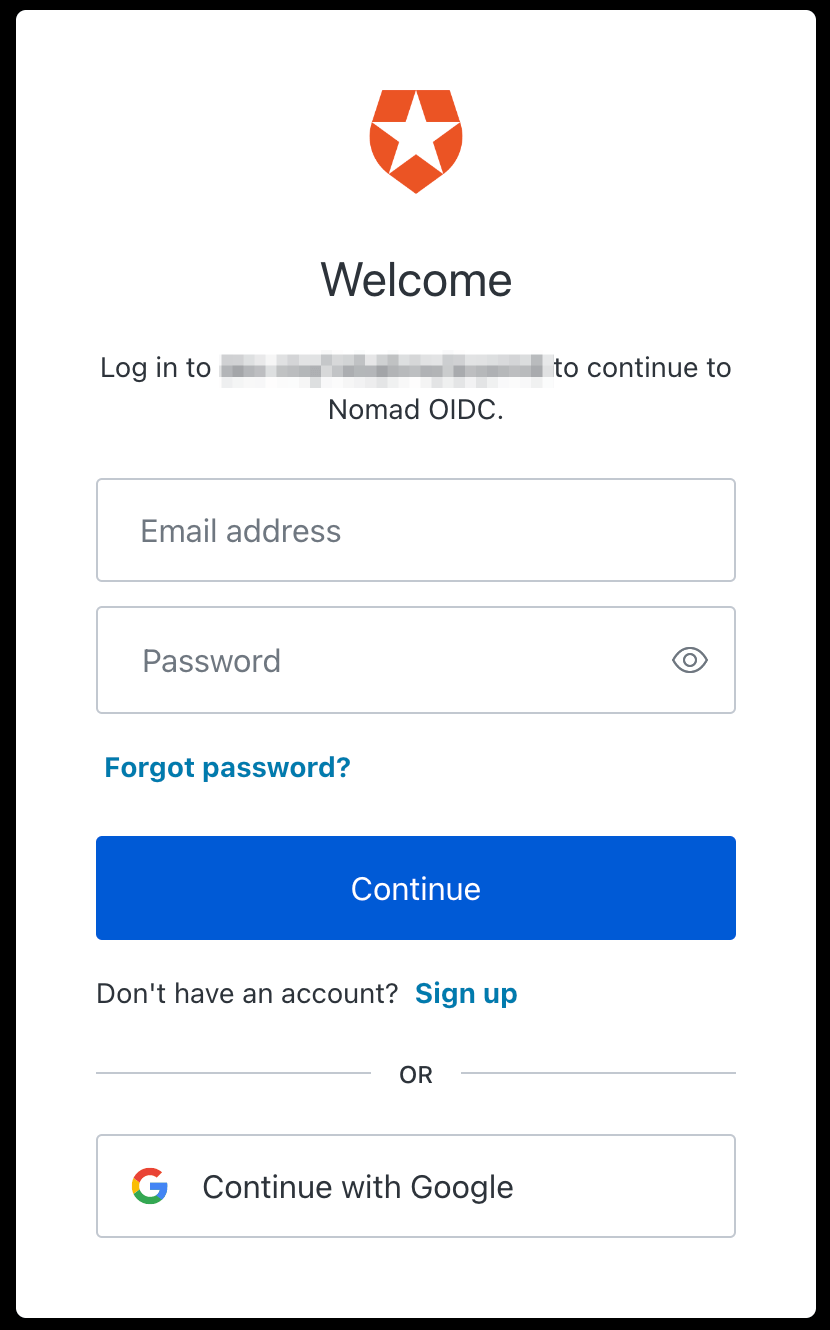 Welcome
Log in to to continue to
Nomad OIDC.
Email address
Password
Forgot password?
Continue
Don't have an account? Sign up
OR
Continue with Google